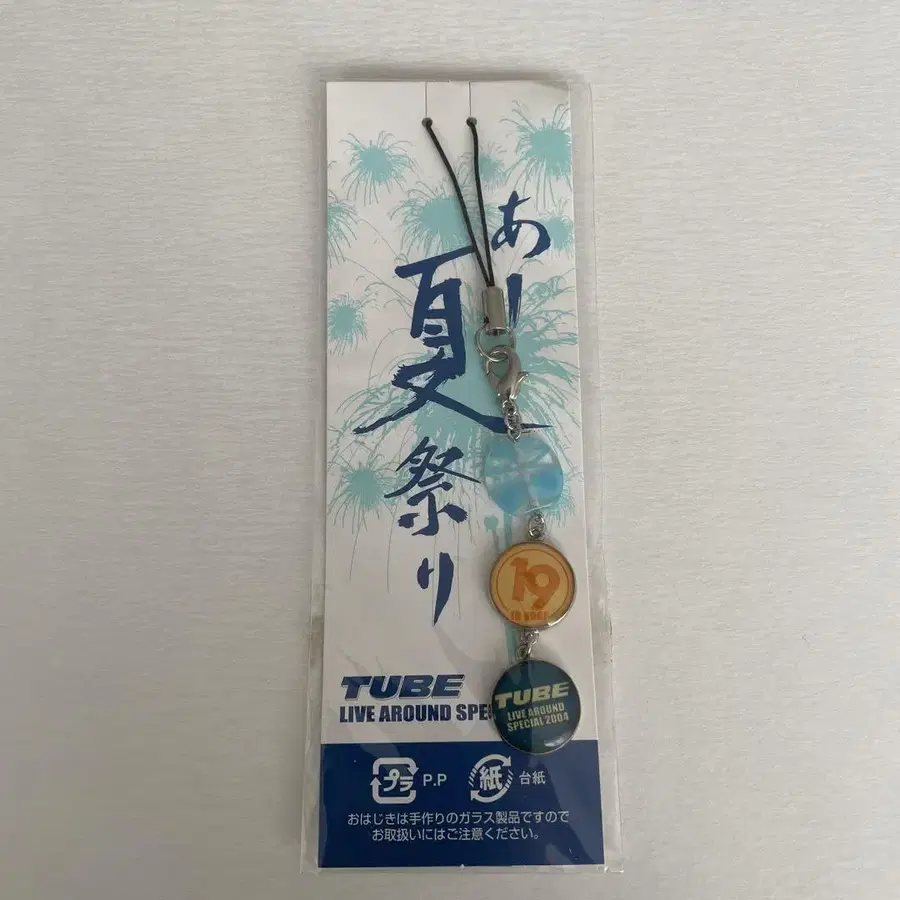 あー
夏祭り
TUBE
LIVE AROUND SPE
19
TUBE
LIVE AROUND
SPECIAL 2004
プラ P.P 紙 台紙
おはじきは手作りのガラス製品ですので
お取扱いにはご注意ください。